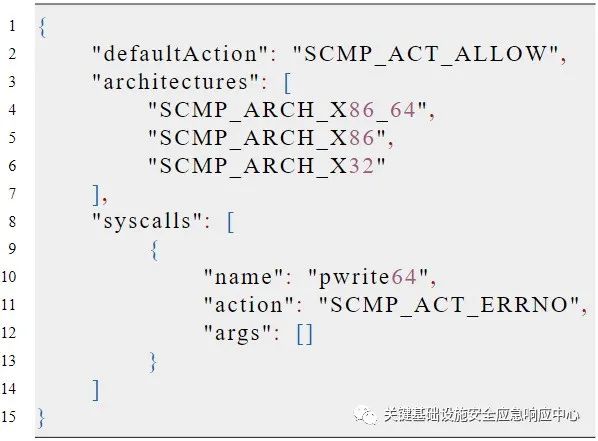 1 {
2 "defaultAction": "SCMP_ACT_ALLOW",
3 "architectures": [
4 "SCMP_ARCH_X86_64",
5 "SCMP_ARCH_X86",
6 "SCMP_ARCH_X32"
7 ],
8 "syscalls": [
9 {
10 "name": "pwrite64",
11 "action": "SCMP_ACT_ERRNO",
12 "args": []
13 }
14 ]
关键基础设施安全应急响应中心
15 }